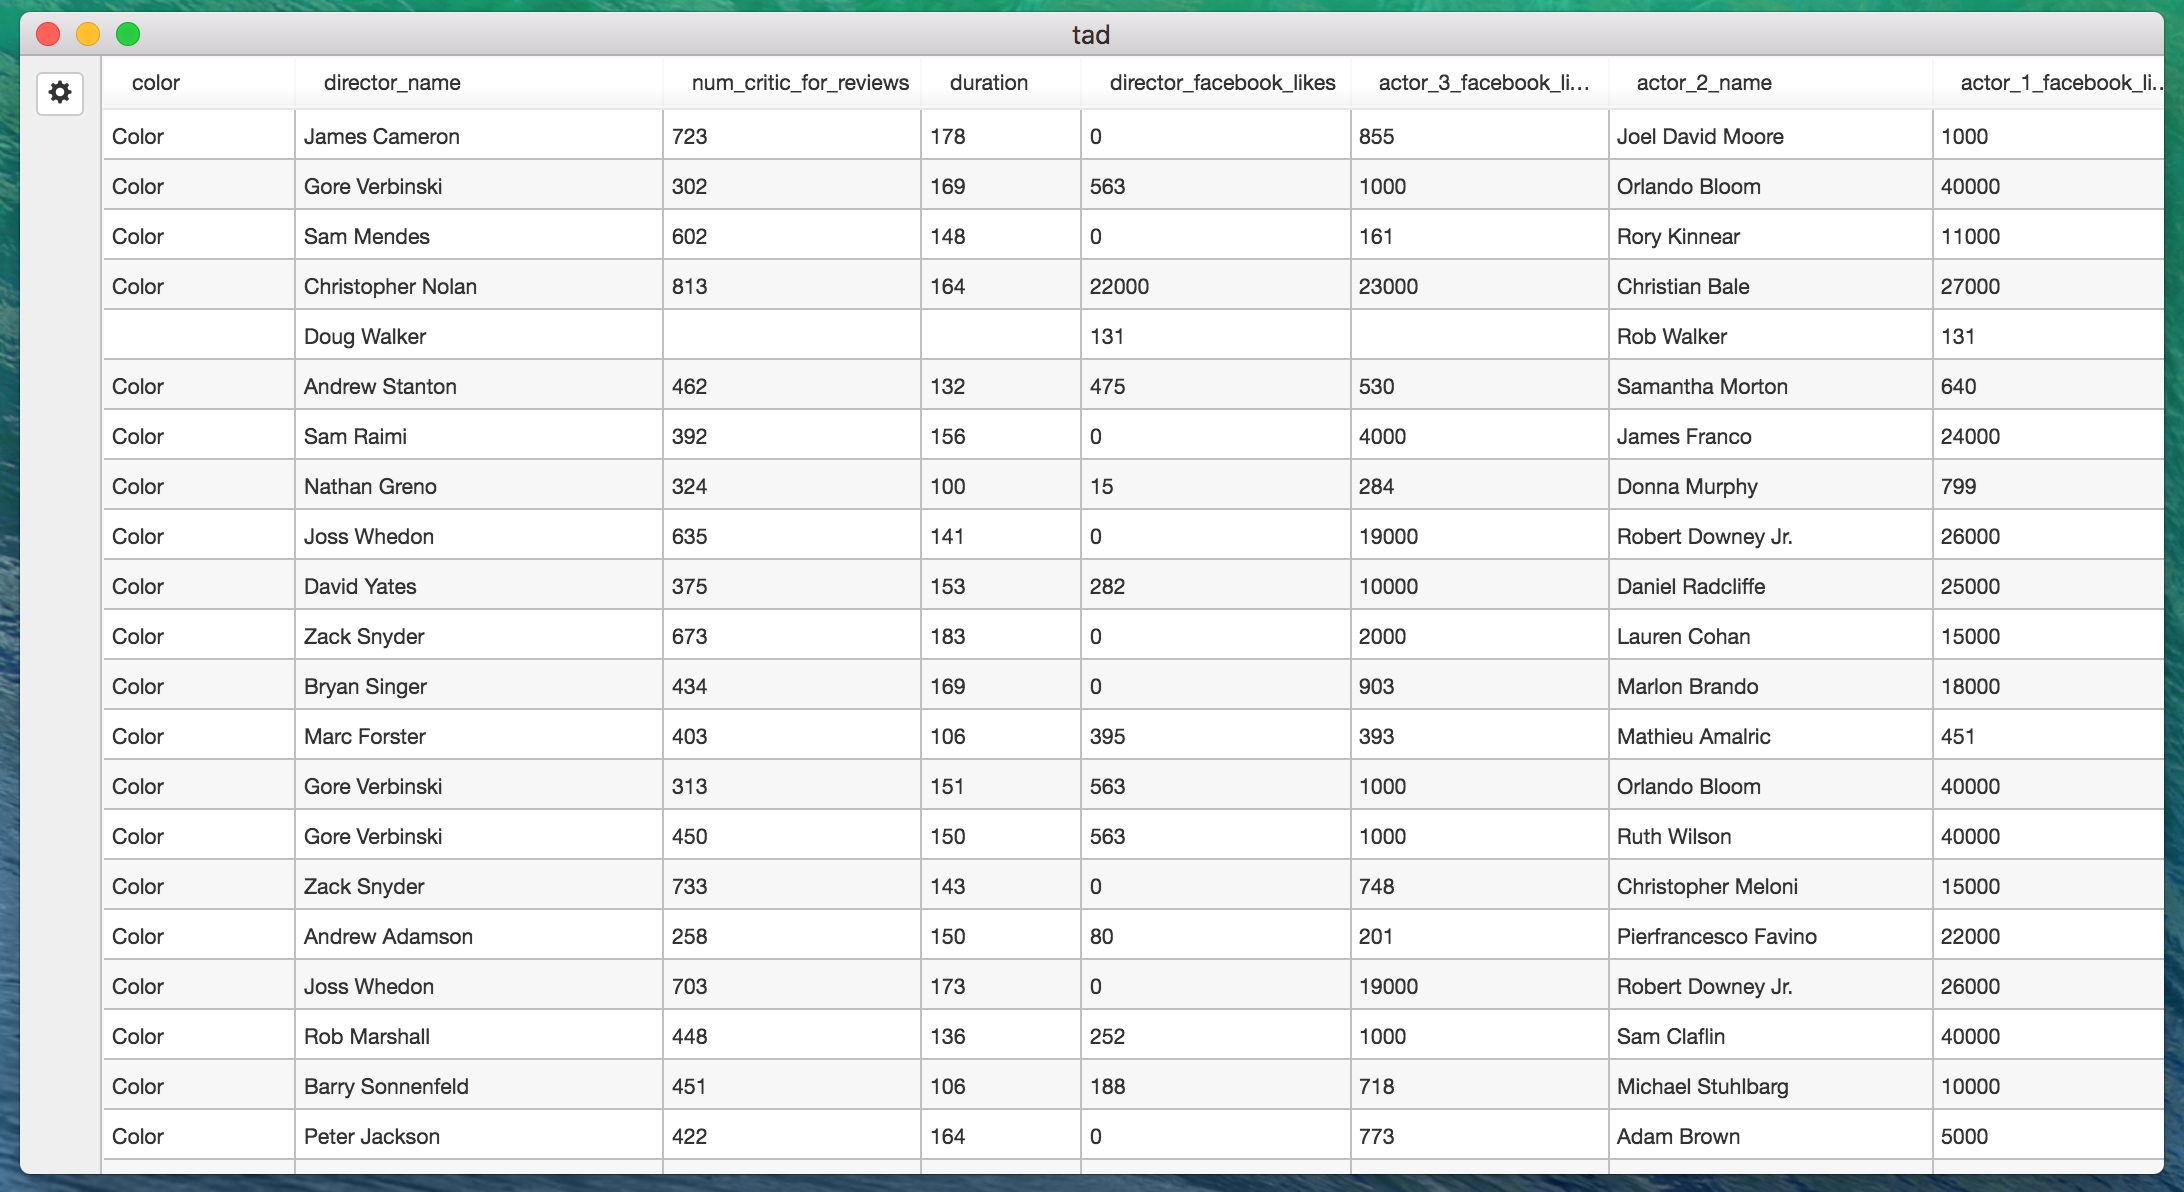 tad
color director_name num_critic_for_reviews duration director_facebook_likes actor_3_facebook_li... actor_2_name actor_1_facebook_li..
Color James Cameron 723 178 0 855 Joel David Moore 1000
Color Gore Verbinski 302 169 563 1000 Orlando Bloom 40000
Color Sam Mendes 602 148 0 161 Rory Kinnear 11000
Color Christopher Nolan 813 164 22000 23000 Christian Bale 27000
Doug Walker 131 Rob Walker 131
Color Andrew Stanton 462 132 475 530 Samantha Morton 640
Color Sam Raimi 392 156 0 4000 James Franco 24000
Color Nathan Greno 324 100 15 284 Donna Murphy 799
Color Joss Whedon 635 141 0 19000 Robert Downey Jr. 26000
Color David Yates 375 153 282 10000 Daniel Radcliffe 25000
Color Zack Snyder 673 183 0 2000 Lauren Cohan 15000
Color Bryan Singer 434 169 0 903 Marlon Brando 18000
Color Marc Forster 403 106 395 393 Mathieu Amalric 451
Color Gore Verbinski 313 151 563 1000 Orlando Bloom 40000
Color Gore Verbinski 450 150 563 1000 Ruth Wilson 40000
Color Zack Snyder 733 143 0 748 Christopher Meloni 15000
Color Andrew Adamson 258 150 80 201 Pierfrancesco Favino 22000
Color Joss Whedon 703 173 0 19000 Robert Downey Jr. 26000
Color Rob Marshall 448 136 252 1000 Sam Claflin 40000
Color Barry Sonnenfeld 451 106 188 718 Michael Stuhlbarg 10000
Color Peter Jackson 422 164 0 773 Adam Brown 5000